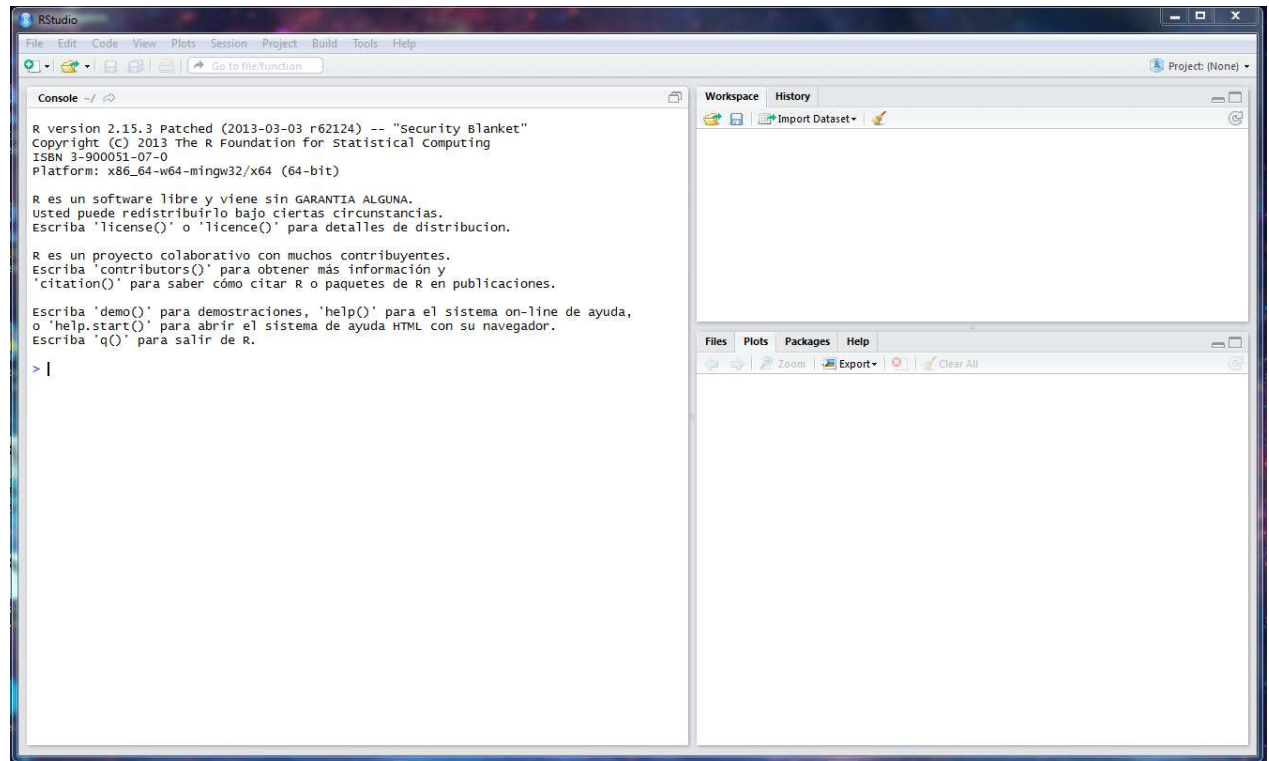 RStudio
File Edit Code View Plots Session Project Build Tools Help
Go to file/function
Project: (None)
Console ~/
R version 2.15.3 Patched (2013-03-03 r62124) -- "Security Blanket"
Copyright (C) 2013 The R Foundation for Statistical Computing
ISBN 3-900051-07-0
Platform: x86_64-w64-mingw32/x64 (64-bit)
R es un software libre y viene sin GARANTIA ALGUNA.
Usted puede redistribuirlo bajo ciertas circunstancias.
Escriba 'license()' o 'licence()' para detalles de distribucion.
R es un proyecto colaborativo con muchos contribuyentes.
Escriba 'contributors()' para obtener más información y
'citation()' para saber cómo citar R o paquetes de R en publicaciones.
Escriba 'demo()' para demostraciones, 'help()' para el sistema on-line de ayuda,
o 'help.start()' para abrir el sistema de ayuda HTML con su navegador.
Escriba 'q()' para salir de R.
>
Workspace History
Import Dataset
Files Plots Packages Help
Zoom Export Clear All